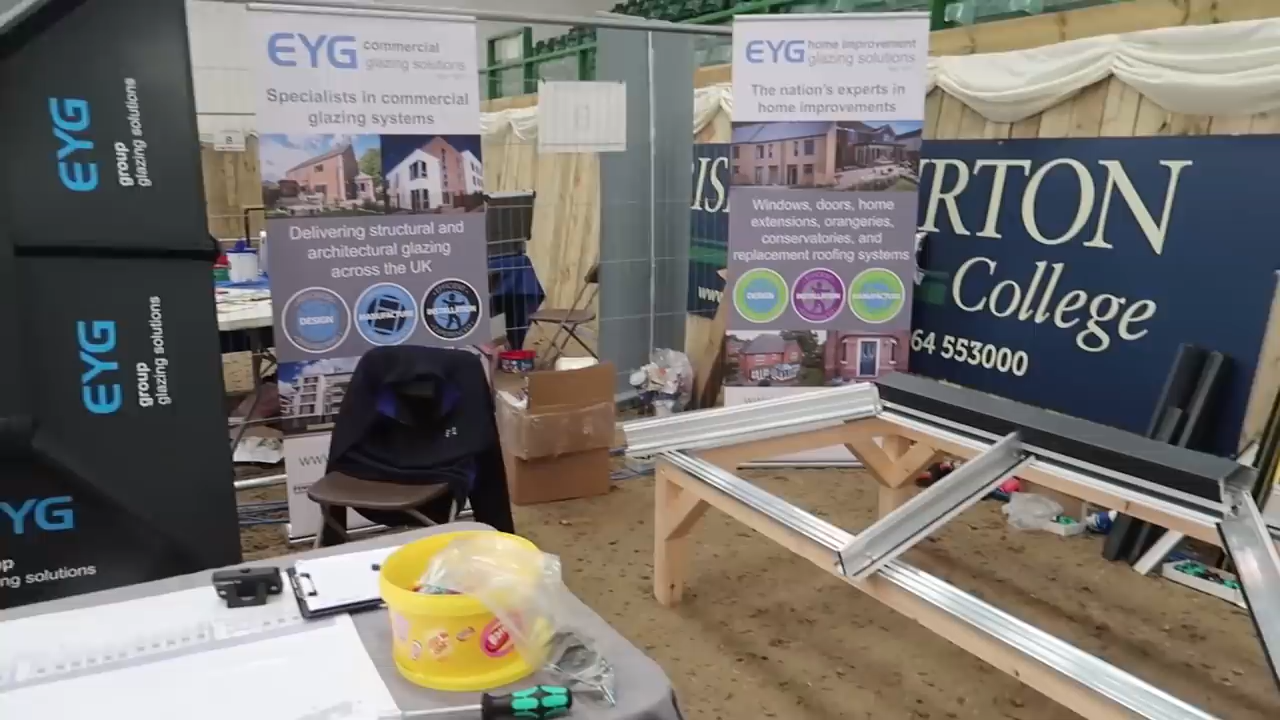 EYG
group
glazing solutions
EYG
group
glazing solutions
YG
glazing solutions
EYG commercial
glazing solutions
Specialists in commercial
glazing systems
Delivering structural and
architectural glazing
across the UK
DESIGN
MANUFACTURE
INSTALLATION
8
EYG home improvement
glazing solutions
The nation's experts in
home improvements
Windows, doors, home
extensions, orangeries,
conservatories, and
replacement roofing systems
DESIGN
INSTALLATION
MANUFACTURE
RTON
College
64 553000